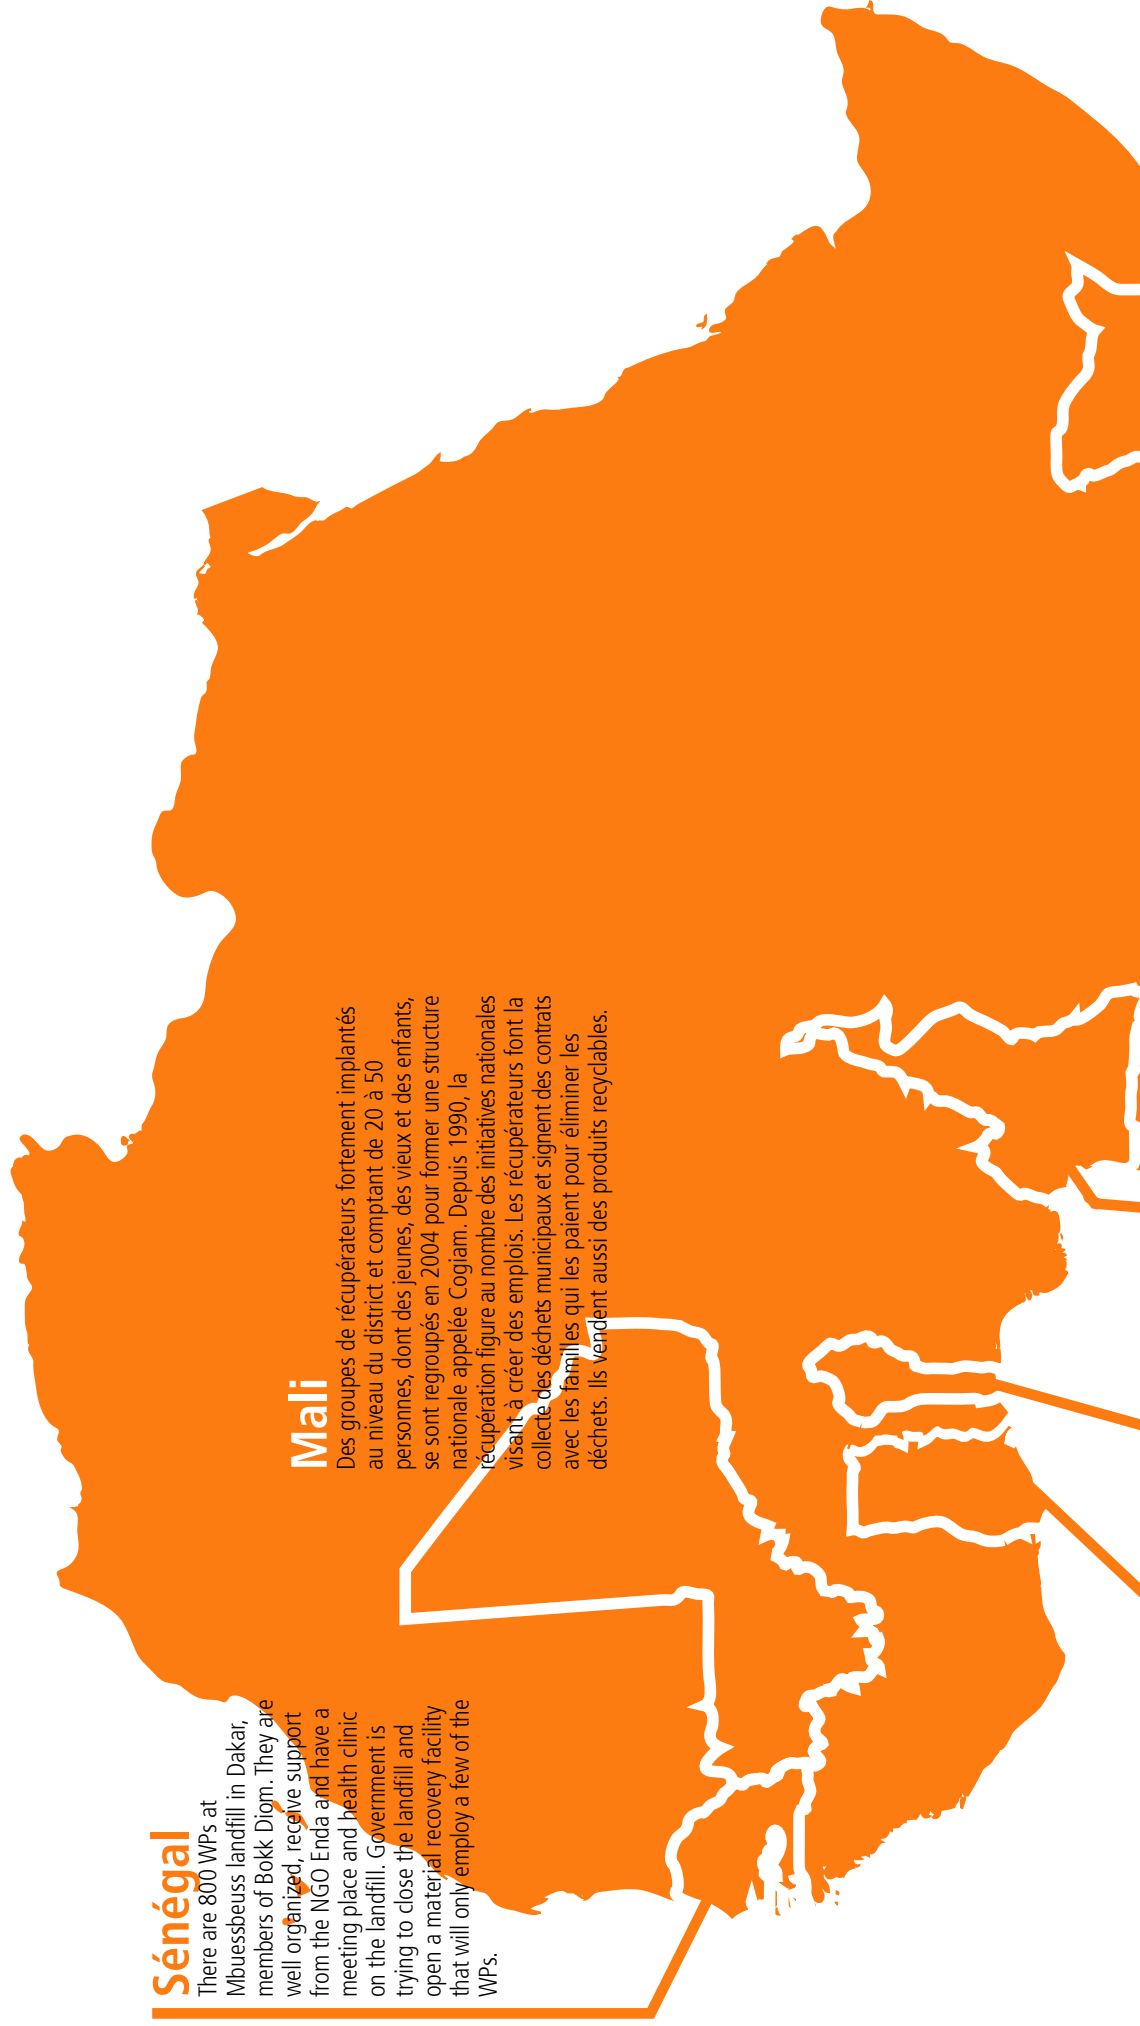 Sénégal
There are 800 WPs at
Mbuessbeuss landfill in Dakar,
members of Bokk Diom. They are
well organized, receive support
from the NGO Enda and have a
meeting place and health clinic
on the landfill. Government is
trying to close the landfill and
open a material recovery facility
that will only employ a few of the
WPs.
Mali
Des groupes de récupérateurs fortement implantés
au niveau du district et comptant de 20 à 50
personnes, dont des jeunes, des vieux et des enfants,
se sont regroupés en 2004 pour former une structure
nationale appelée Cogiam. Depuis 1990, la
récupération figure au nombre des initiatives nationales
visant à créer des emplois. Les récupérateurs font la
collecte des déchets municipaux et signent des contrats
avec les familles qui les paient pour éliminer les
déchets. Ils vendent aussi des produits recyclables.